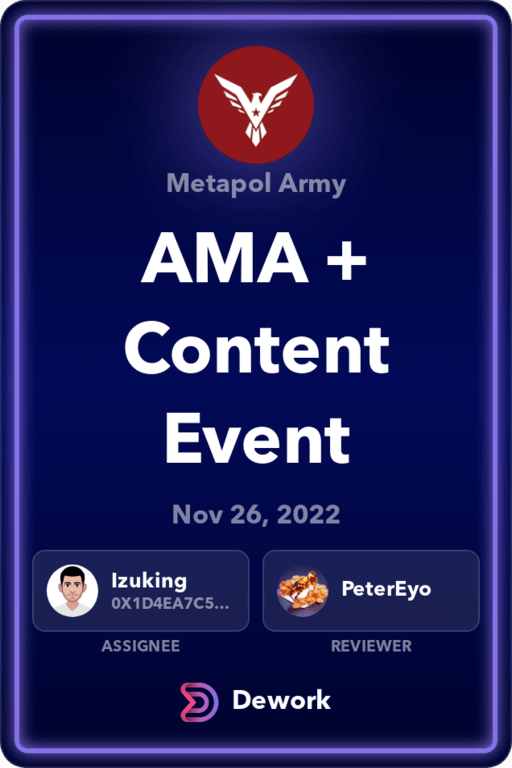 Metapol Army
AMA +
Content
Event
Nov 26, 2022
Izuking
0X1D4EA7C5...
ASSIGNEE
PeterEyo
REVIEWER
Dework